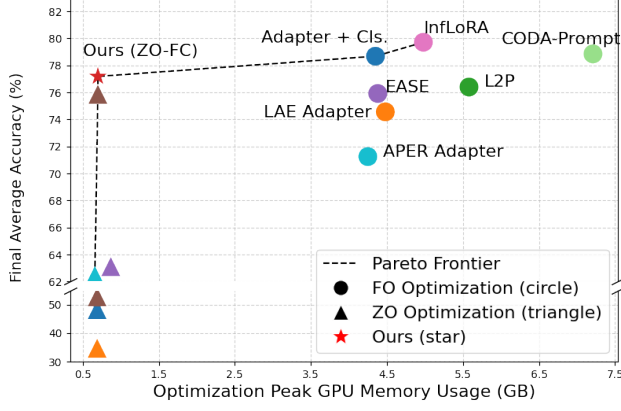 82
80
78
76
74
72
70
68
66
64
62
50
40
30
Final Average Accuracy (%)
Ours (ZO-FC)
Adapter + Cls.
InfLoRA
CODA-Prompt
EASE
L2P
LAE Adapter
APER Adapter
Pareto Frontier
FO Optimization (circle)
ZO Optimization (triangle)
Ours (star)
0.5 1.5 2.5 3.5 4.5 5.5 6.5 7.5
Optimization Peak GPU Memory Usage (GB)